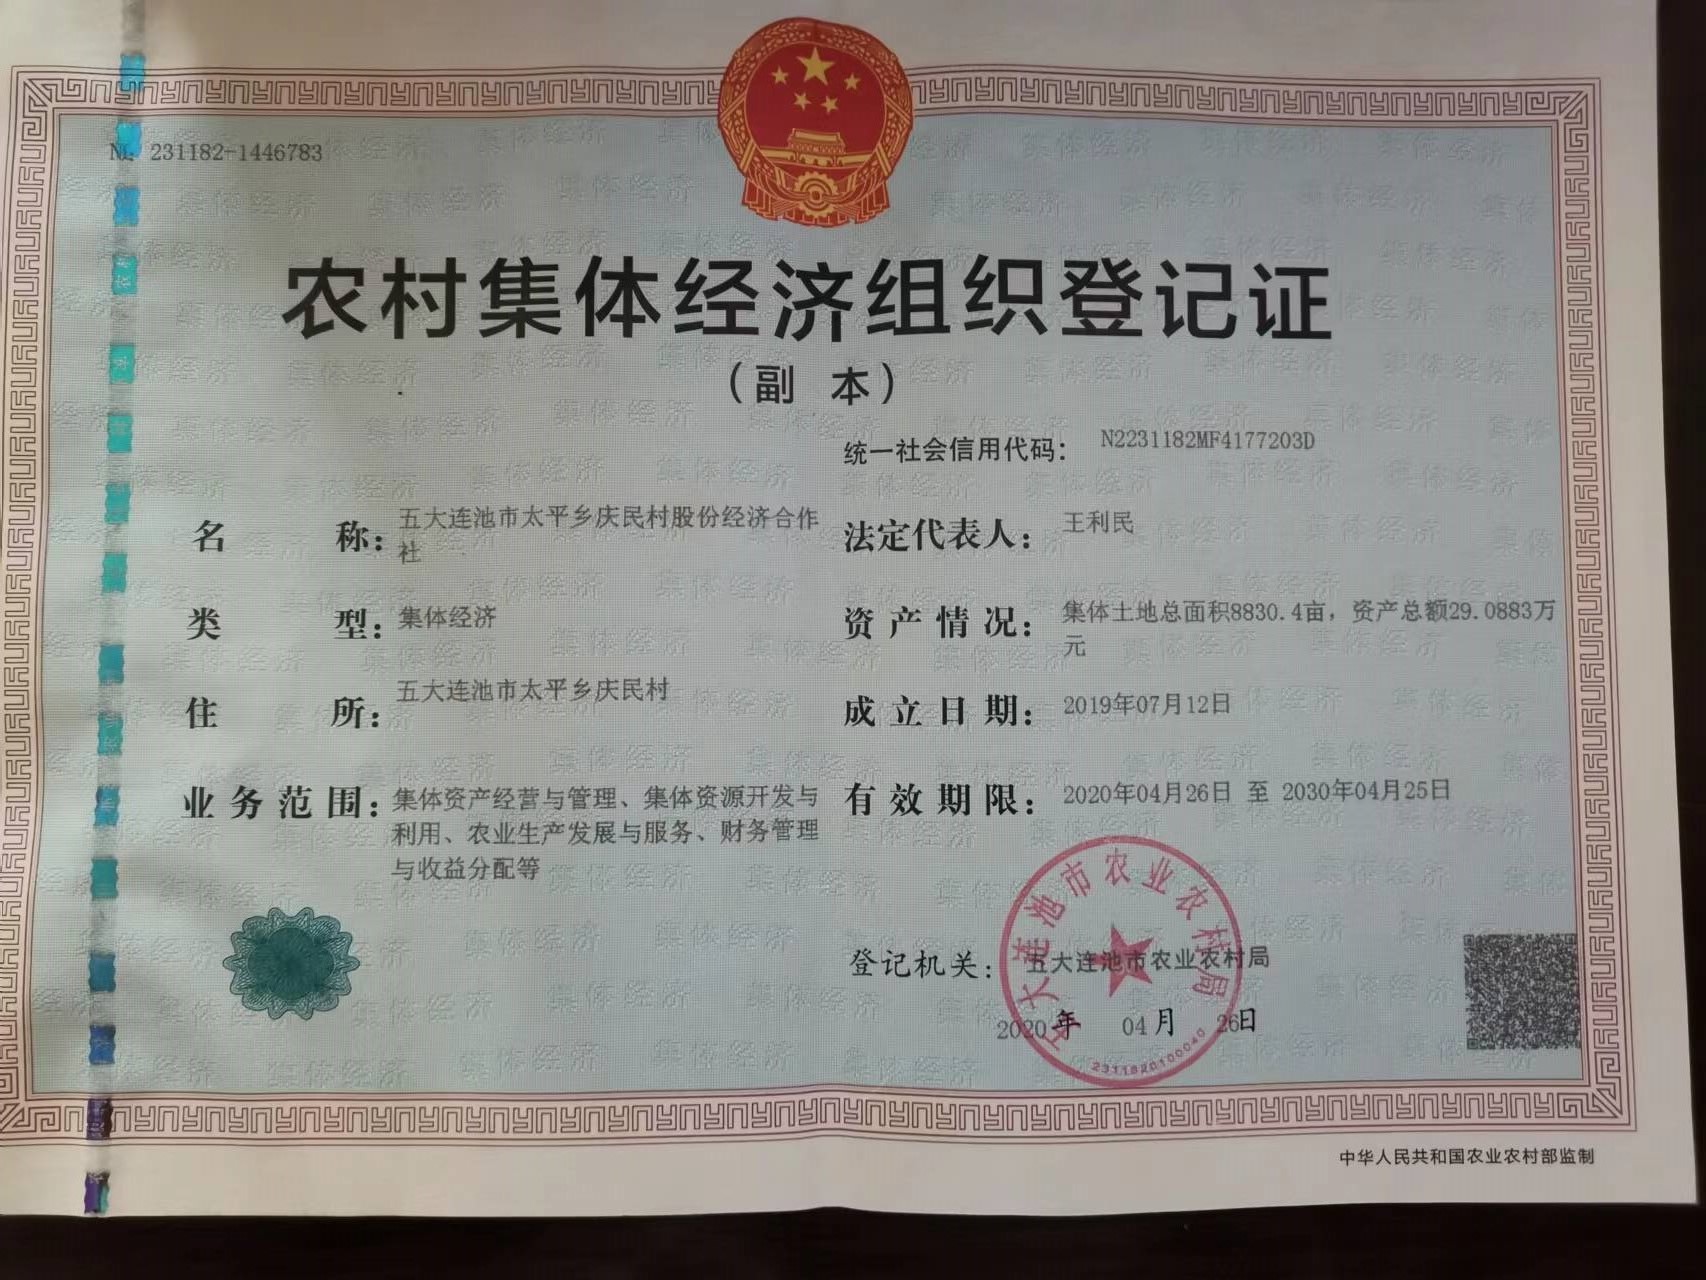 № 231182-1446783
农村集体经济组织登记证
（副 本）
统一社会信用代码： N2231182MF4177203D
名 称： 五大连池市太平乡庆民村股份经济合作
社
类 型： 集体经济
住 所： 五大连池市太平乡庆民村
业务范围： 集体资产经营与管理、集体资源开发与
利用、农业生产发展与服务、财务管理
与收益分配等
法定代表人： 王利民
资产情况： 集体土地总面积8830.4亩，资产总额29.0883万
元
成立日期： 2019年07月12日
有效期限： 2020年04月26日 至 2030年04月25日
登记机关： 五大连池市农业农村局
2020 年 04 月 26日
五大连池市农业农村局
2311820100040
中华人民共和国农业农村部监制